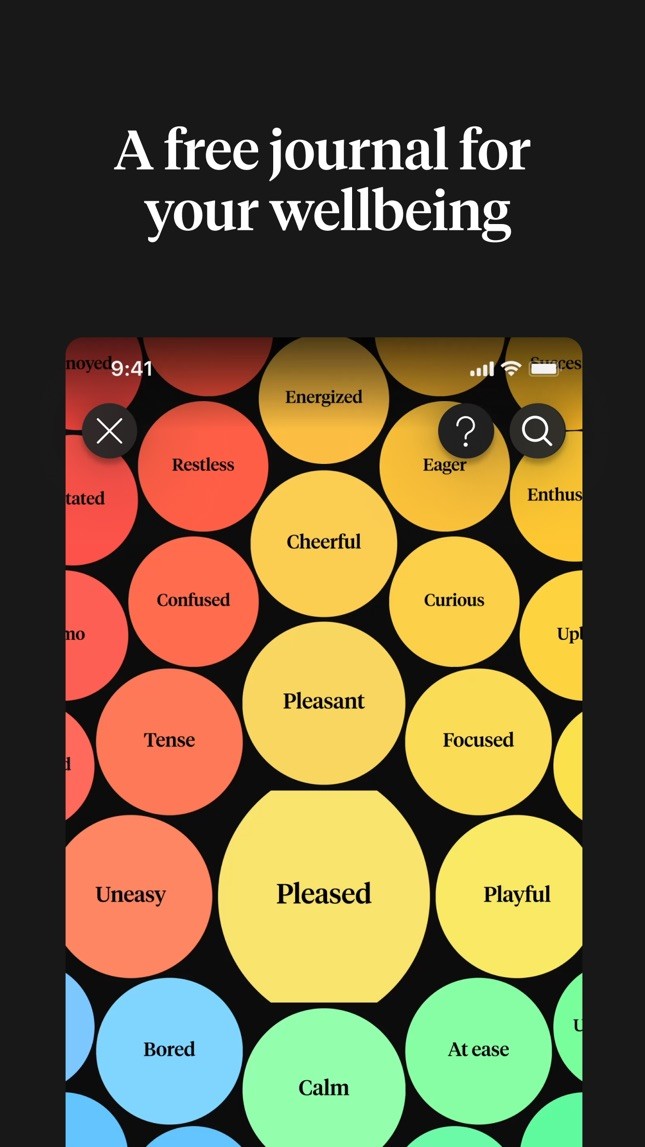 A free journal for
your wellbeing
9:41
Energized
Restless
Eager
Cheerful
Confused
Curious
Pleasant
Tense
Focused
Uneasy
Pleased
Playful
Bored
At ease
Calm